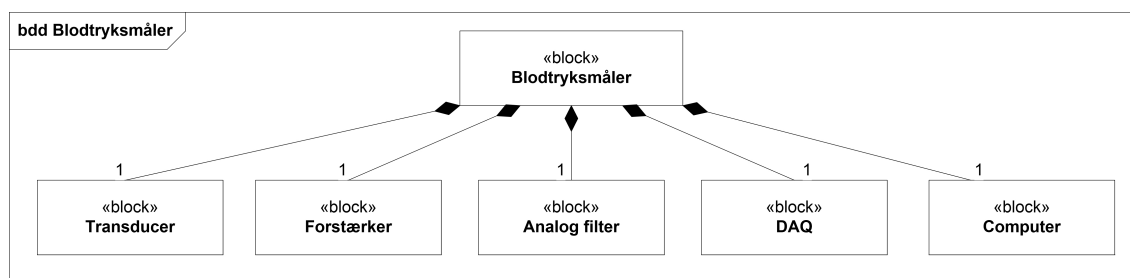 bdd Blodtryksmåler
«block»
Blodtryksmåler
1 1 1 1 1
«block» «block» «block» «block» «block»
Transducer Forstærker Analog filter DAQ Computer